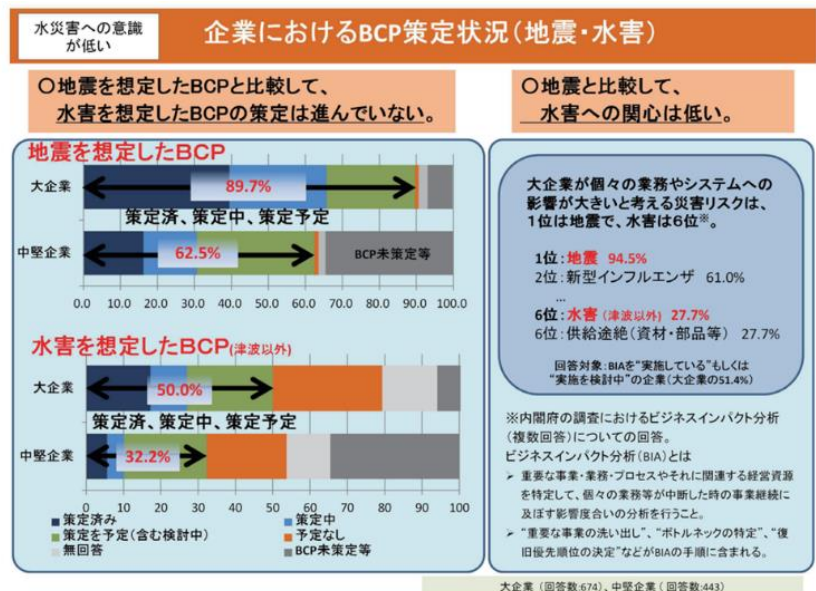 水災害への意識
が低い
企業におけるBCP策定状況(地震・水害)
○地震を想定したBCPと比較して、
水害を想定したBCPの策定は進んでいない。
地震を想定したBCP
大企業
89.7%
策定済、策定中、策定予定
中堅企業
62.5%
BCP未策定等
0.0 10.0 20.0 30.0 40.0 50.0 60.0 70.0 80.0 90.0 100.0
水害を想定したBCP(津波以外)
大企業
50.0%
策定済、策定中、策定予定
中堅企業
32.2%
0 10 20 30 40 50 60 70 80 90 100
■策定済み
■策定中
■策定を予定(含む検討中)
■予定なし
■無回答
■BCP未策定等
○地震と比較して、
水害への関心は低い。
大企業が個々の業務やシステムへの
影響が大きいと考える災害リスクは、
1位は地震で、水害は6位※。
1位:地震 94.5%
2位:新型インフルエンザ 61.0%
…
6位:水害(津波以外) 27.7%
6位:供給途絶(資材・部品等) 27.7%
回答対象:BIAを“実施している”もしくは
“実施を検討中”の企業(大企業の51.4%)
※内閣府の調査におけるビジネスインパクト分析
(複数回答)についての回答。
ビジネスインパクト分析(BIA)とは
➢ 重要な事業・業務・プロセスやそれに関連する経営資源
を特定して、個々の業務等が中断した時の事業継続に
及ぼす影響度合いの分析を行うこと。
➢ “重要な事業の洗い出し”、“ボトルネックの特定”、“復
旧優先順位の決定”などがBIAの手順に含まれる。
大企業(回答数:674)、中堅企業(回答数:443)